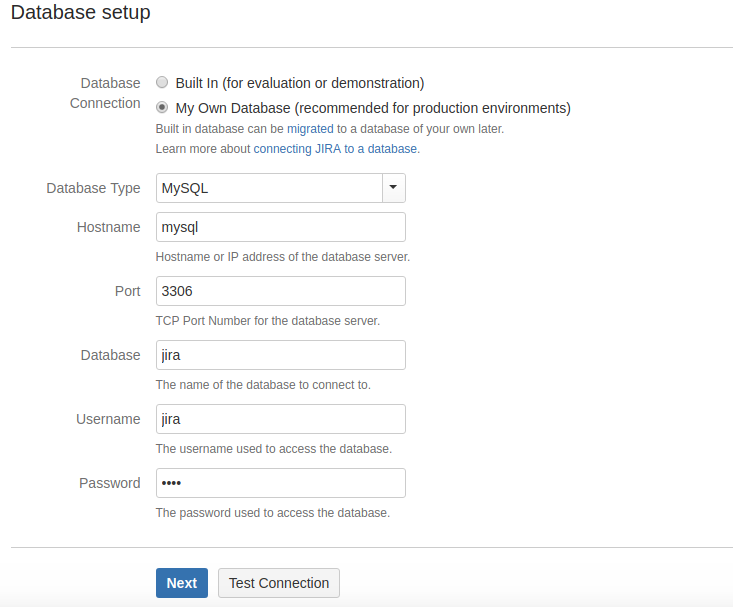 Database setup
Database Connection
Built In (for evaluation or demonstration)
My Own Database (recommended for production environments)
Built in database can be migrated to a database of your own later.
Learn more about connecting JIRA to a database.
Database Type
MySQL
Hostname
mysql
Hostname or IP address of the database server.
Port
3306
TCP Port Number for the database server.
Database
jira
The name of the database to connect to.
Username
jira
The username used to access the database.
Password
••••
The password used to access the database.
Next
Test Connection